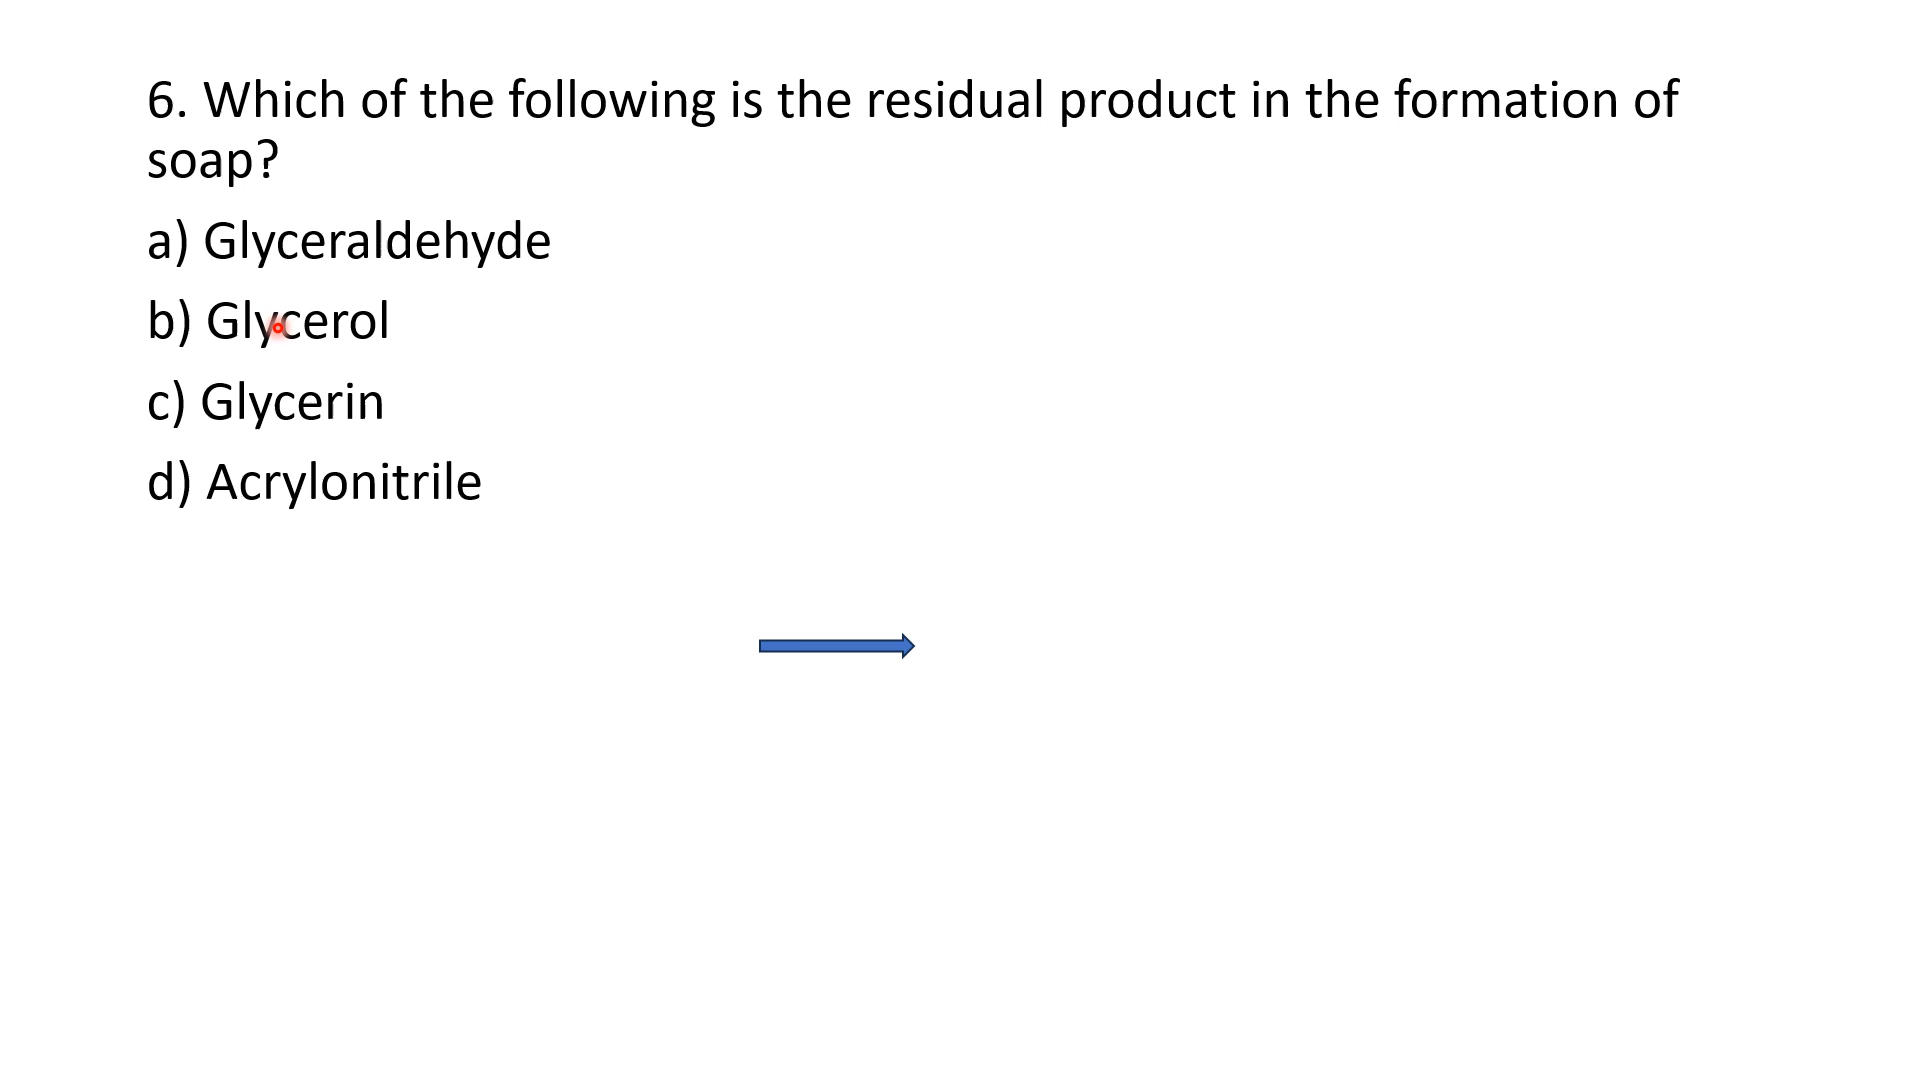 6. Which of the following is the residual product in the formation of
soap?
a) Glyceraldehyde
b) Glycerol
c) Glycerin
d) Acrylonitrile